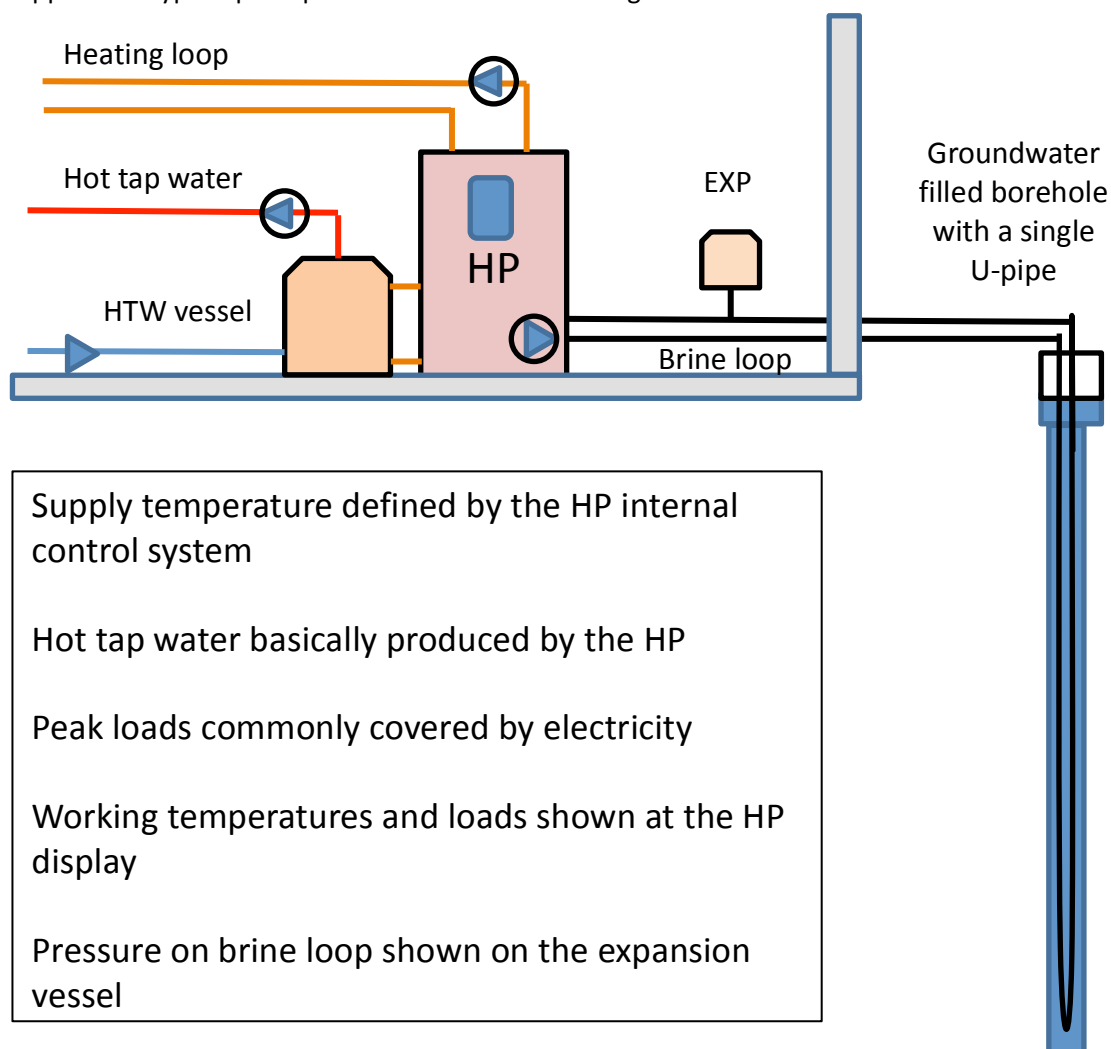 Heating loop
Hot tap water
HTW vessel
HP
EXP
Brine loop
Groundwater
filled borehole
with a single
U-pipe
Supply temperature defined by the HP internal
control system
Hot tap water basically produced by the HP
Peak loads commonly covered by electricity
Working temperatures and loads shown at the HP
display
Pressure on brine loop shown on the expansion
vessel